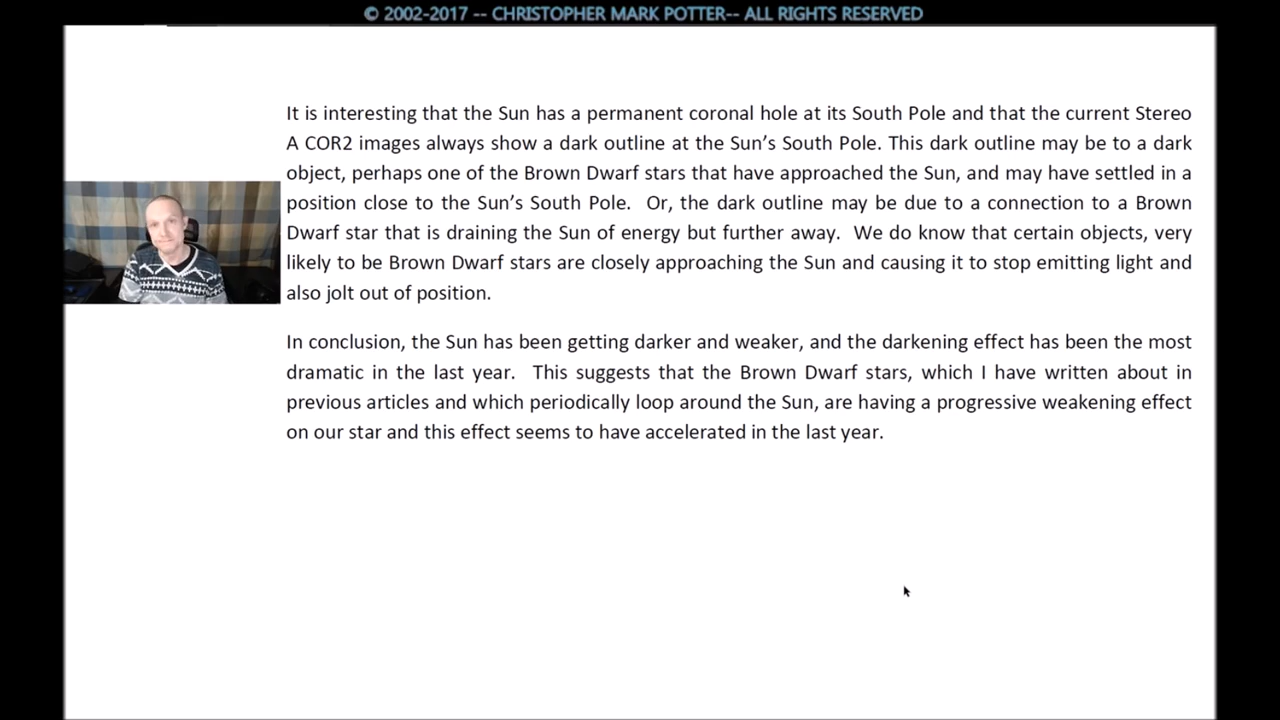 © 2002-2017 -- CHRISTOPHER MARK POTTER-- ALL RIGHTS RESERVED
It is interesting that the Sun has a permanent coronal hole at its South Pole and that the current Stereo
A COR2 images always show a dark outline at the Sun’s South Pole. This dark outline may be to a dark
object, perhaps one of the Brown Dwarf stars that have approached the Sun, and may have settled in a
position close to the Sun’s South Pole.  Or, the dark outline may be due to a connection to a Brown
Dwarf star that is draining the Sun of energy but further away.  We do know that certain objects, very
likely to be Brown Dwarf stars are closely approaching the Sun and causing it to stop emitting light and
also jolt out of position.
In conclusion, the Sun has been getting darker and weaker, and the darkening effect has been the most
dramatic in the last year.  This suggests that the Brown Dwarf stars, which I have written about in
previous articles and which periodically loop around the Sun, are having a progressive weakening effect
on our star and this effect seems to have accelerated in the last year.